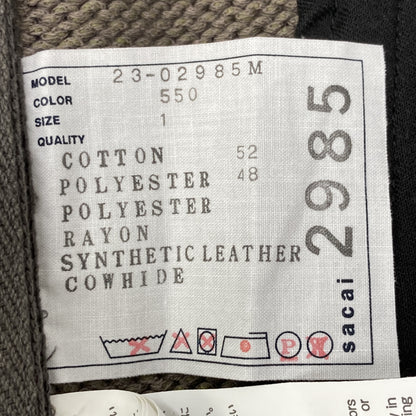 MODEL 23-02985M
COLOR 550
SIZE 1
QUALITY
COTTON 52
POLYESTER 48
POLYESTER
RAYON
SYNTHETIC LEATHER
COWHIDE
P
sacai 2985